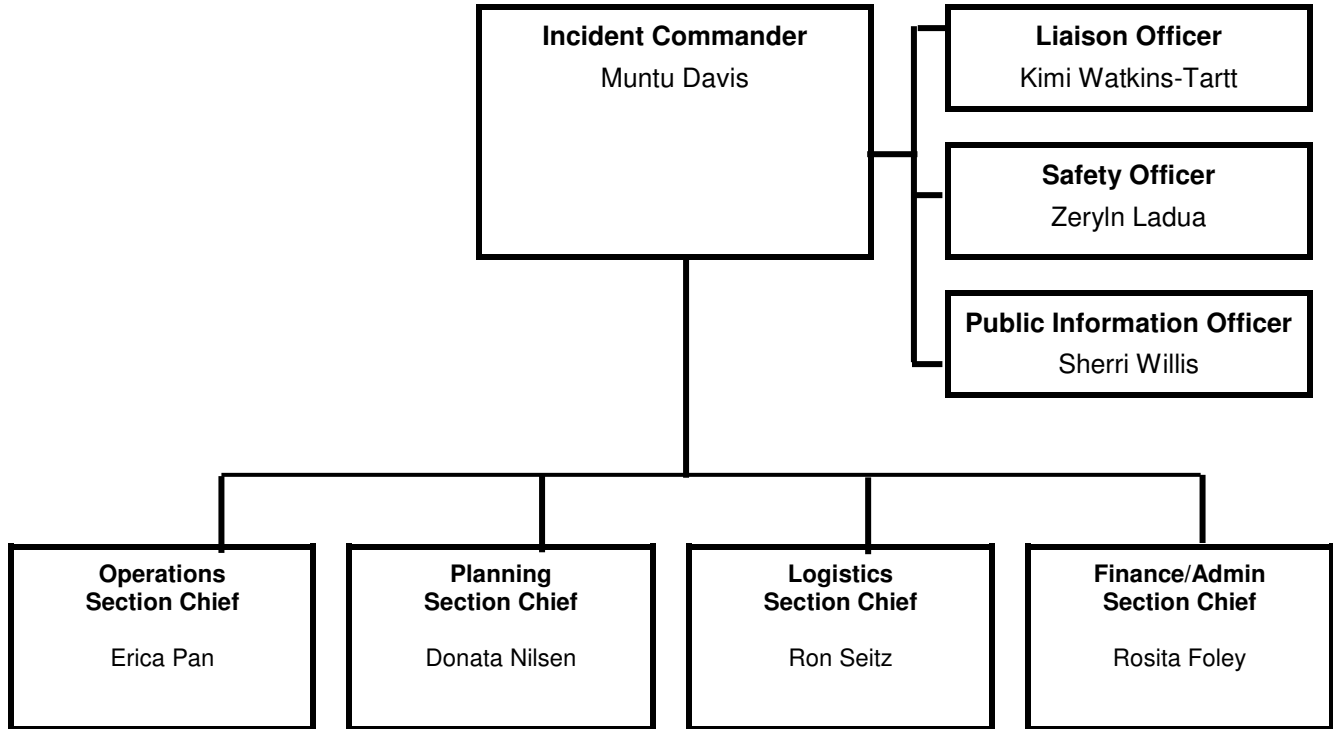 Incident Commander
Muntu Davis
Liaison Officer
Kimi Watkins-Tartt
Safety Officer
Zeryln Ladua
Public Information Officer
Sherri Willis
Operations
Section Chief
Erica Pan
Planning
Section Chief
Donata Nilsen
Logistics
Section Chief
Ron Seitz
Finance/Admin
Section Chief
Rosita Foley